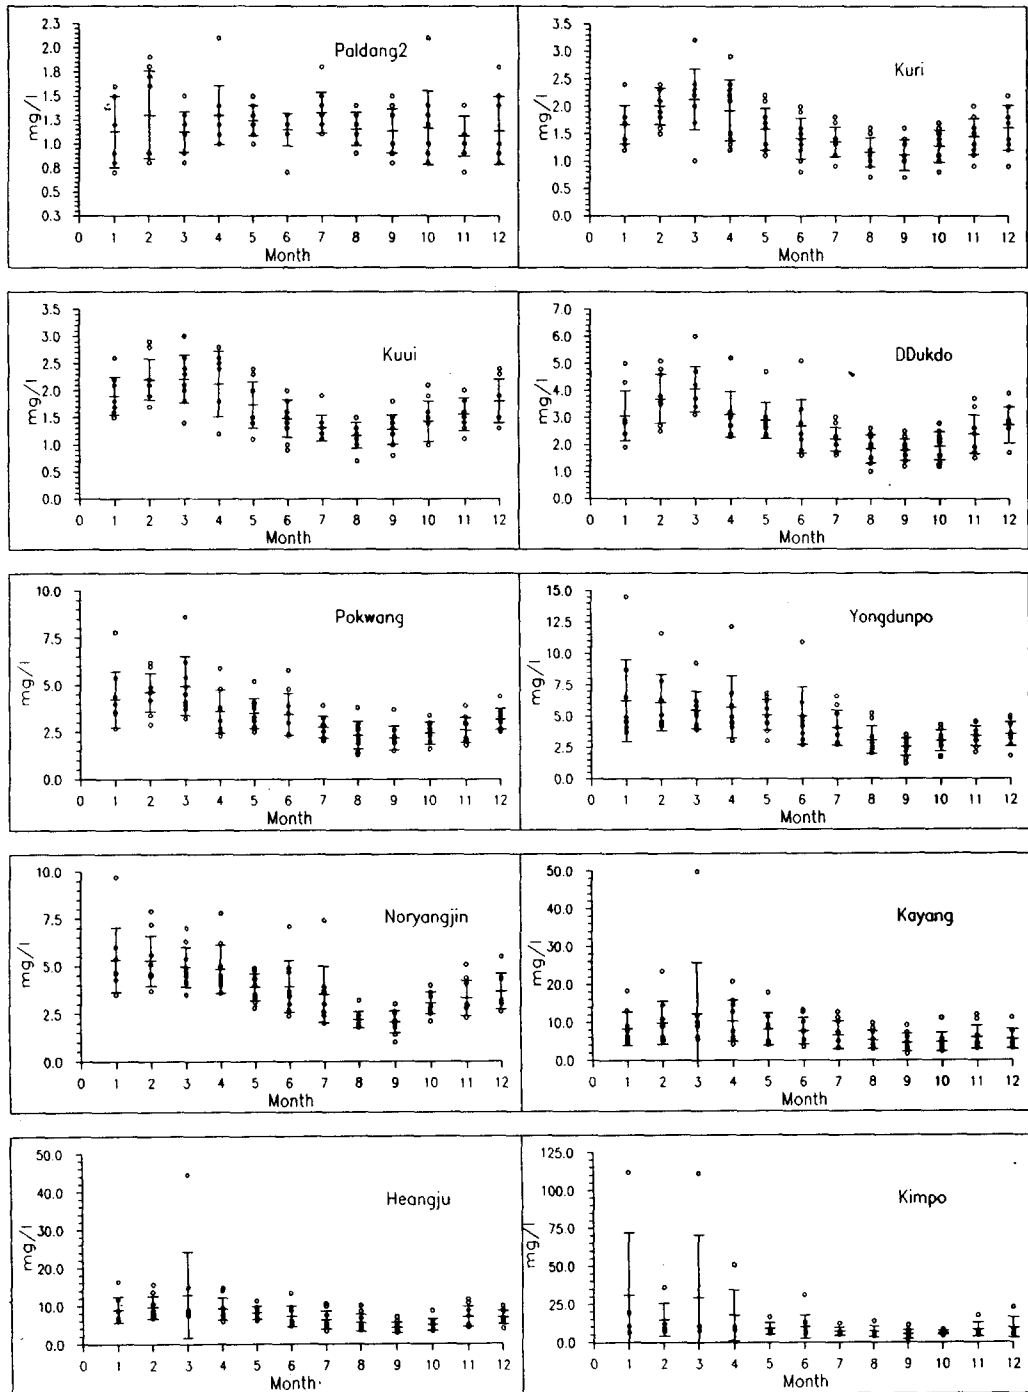 Paldang2
mg/l
2.3
2.0
1.8
1.5
1.3
1.0
0.8
0.5
0.3
0 1 2 3 4 5 6 7 8 9 10 11 12
Month
Kuri
mg/l
3.5
3.0
2.5
2.0
1.5
1.0
0.5
0.0
0 1 2 3 4 5 6 7 8 9 10 11 12
Month
Kuui
mg/l
3.5
3.0
2.5
2.0
1.5
1.0
0.5
0.0
0 1 2 3 4 5 6 7 8 9 10 11 12
Month
DDukdo
mg/l
7.0
6.0
5.0
4.0
3.0
2.0
1.0
0.0
0 1 2 3 4 5 6 7 8 9 10 11 12
Month
Pokwang
mg/l
10.0
7.5
5.0
2.5
0.0
0 1 2 3 4 5 6 7 8 9 10 11 12
Month
Yongdunpo
mg/l
15.0
12.5
10.0
7.5
5.0
2.5
0.0
0 1 2 3 4 5 6 7 8 9 10 11 12
Month
Noryangjin
mg/l
10.0
7.5
5.0
2.5
0.0
0 1 2 3 4 5 6 7 8 9 10 11 12
Month
Kayang
mg/l
50.0
40.0
30.0
20.0
10.0
0.0
0 1 2 3 4 5 6 7 8 9 10 11 12
Month
Heangju
mg/l
50.0
40.0
30.0
20.0
10.0
0.0
0 1 2 3 4 5 6 7 8 9 10 11 12
Month
Kimpo
mg/l
125.0
100.0
75.0
50.0
25.0
0.0
0 1 2 3 4 5 6 7 8 9 10 11 12
Month